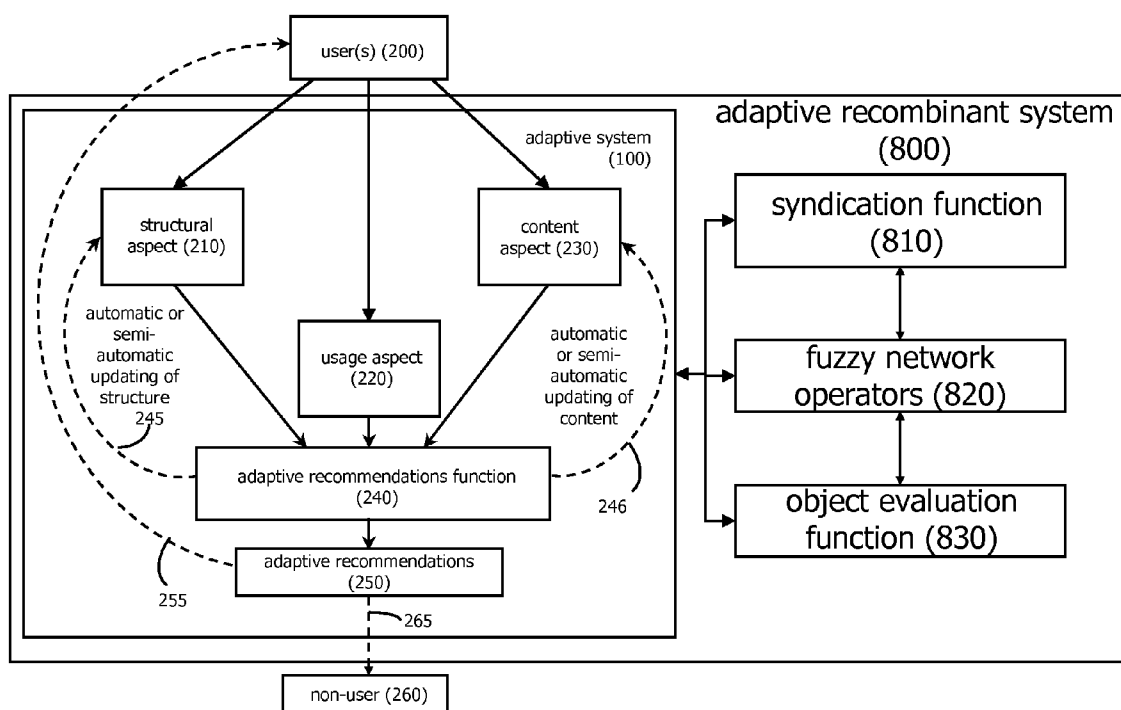 user(s) (200)
adaptive recombinant system
(800)
adaptive system
(100)
structural
aspect (210)
content
aspect (230)
syndication function
(810)
automatic or
semi-
automatic
updating of
structure
245
usage aspect
(220)
automatic
or semi-
automatic
updating of
content
fuzzy network
operators (820)
adaptive recommendations function
(240)
246
object evaluation
function (830)
adaptive recommendations
(250)
255
265
non-user (260)